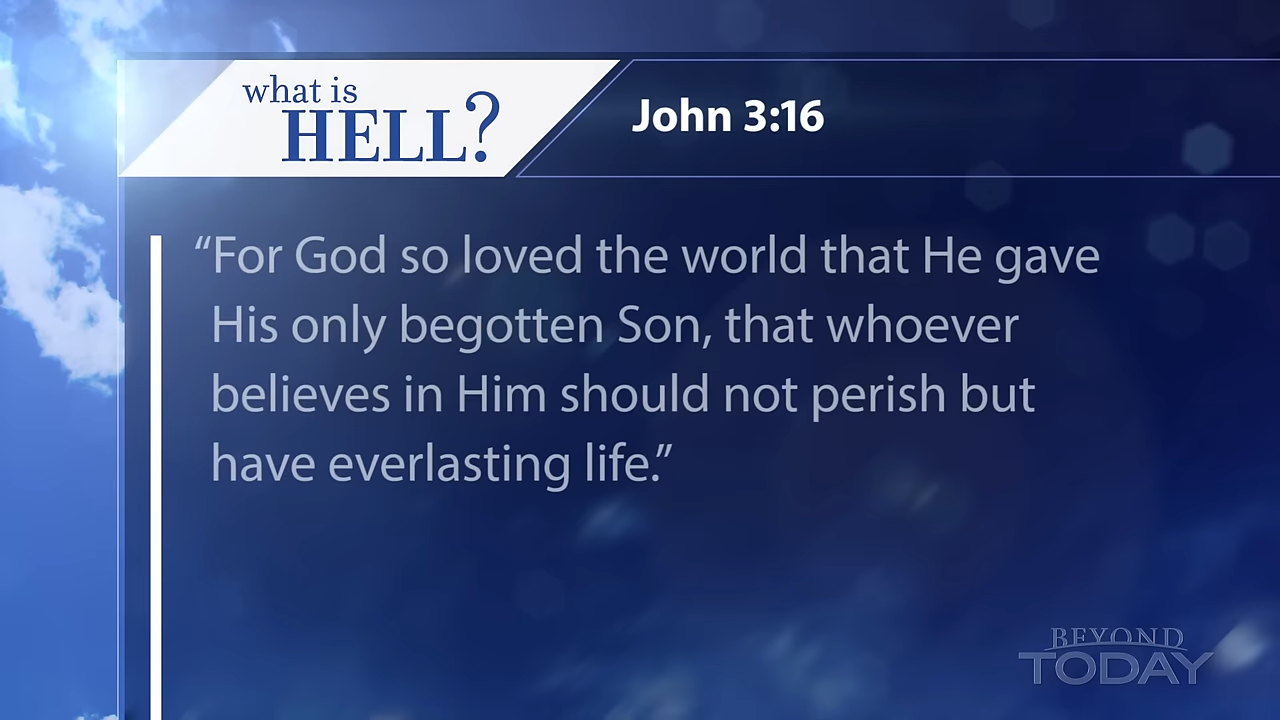 what is
HELL?
John 3:16
“For God so loved the world that He gave
His only begotten Son, that whoever
believes in Him should not perish but
have everlasting life.”
BEYOND
TODAY